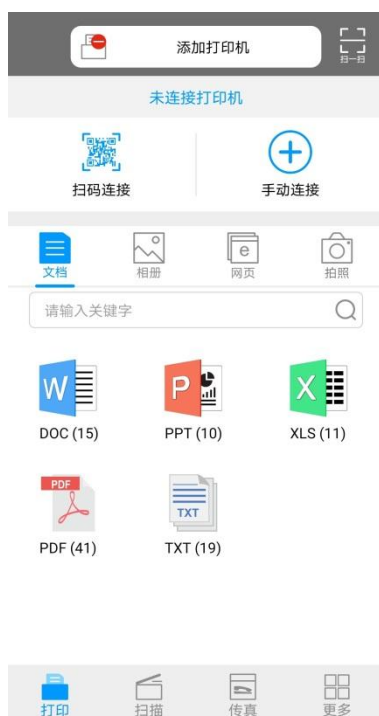 添加打印机
扫一扫
未连接打印机
扫码连接
手动连接
文档
相册
e
网页
拍照
请输入关键字
W
P
X
DOC (15)
PPT (10)
XLS (11)
PDF
TXT
PDF (41)
TXT (19)
打印
扫描
传真
更多